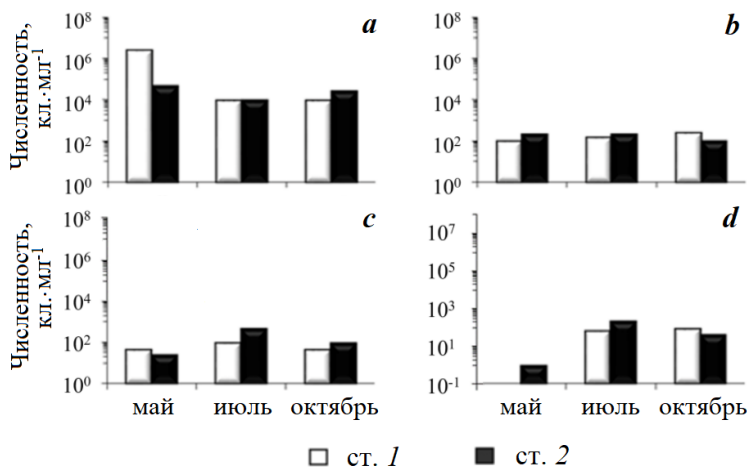 Численность, кл.·мл⁻¹
10⁸
10⁶
10⁴
10²
10⁰
a
10⁸
10⁶
10⁴
10²
10⁰
b
Численность, кл.·мл⁻¹
10⁸
10⁶
10⁴
10²
10⁰
c
май июль октябрь
10⁷
10⁵
10³
10¹
10⁻¹
d
май июль октябрь
ст. 1 ст. 2